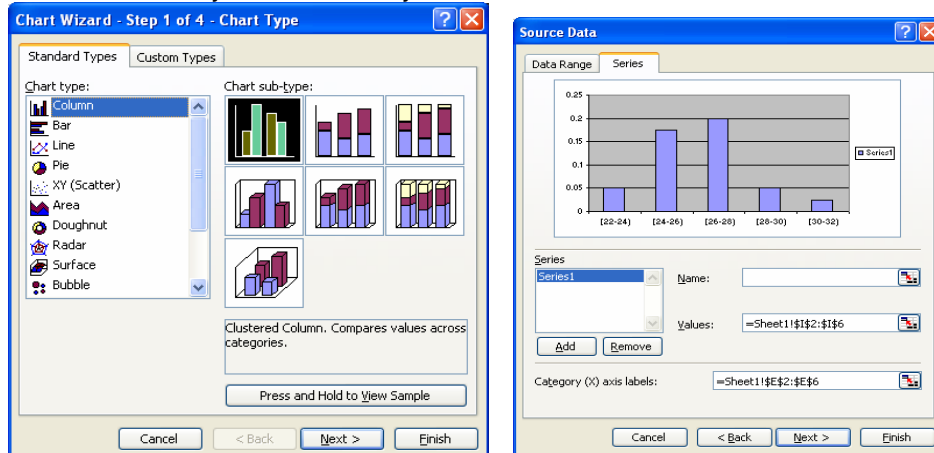 Chart Wizard - Step 1 of 4 - Chart Type
Standard Types
Custom Types
Chart type:
Column
Bar
Line
Pie
XY (Scatter)
Area
Doughnut
Radar
Surface
Bubble
Chart sub-type:
Clustered Column. Compares values across
categories.
Press and Hold to View Sample
Cancel
< Back
Next >
Finish
Source Data
Data Range
Series
0.25
0.2
0.15
0.1
0.05
0
[22-24)
[24-26)
[26-28)
[28-30)
[30-32)
Series1
Series
Series1
Name:
Values:
=Sheet1!$I$2:$I$6
Add
Remove
Category (X) axis labels:
=Sheet1!$E$2:$E$6
Cancel
< Back
Next >
Finish